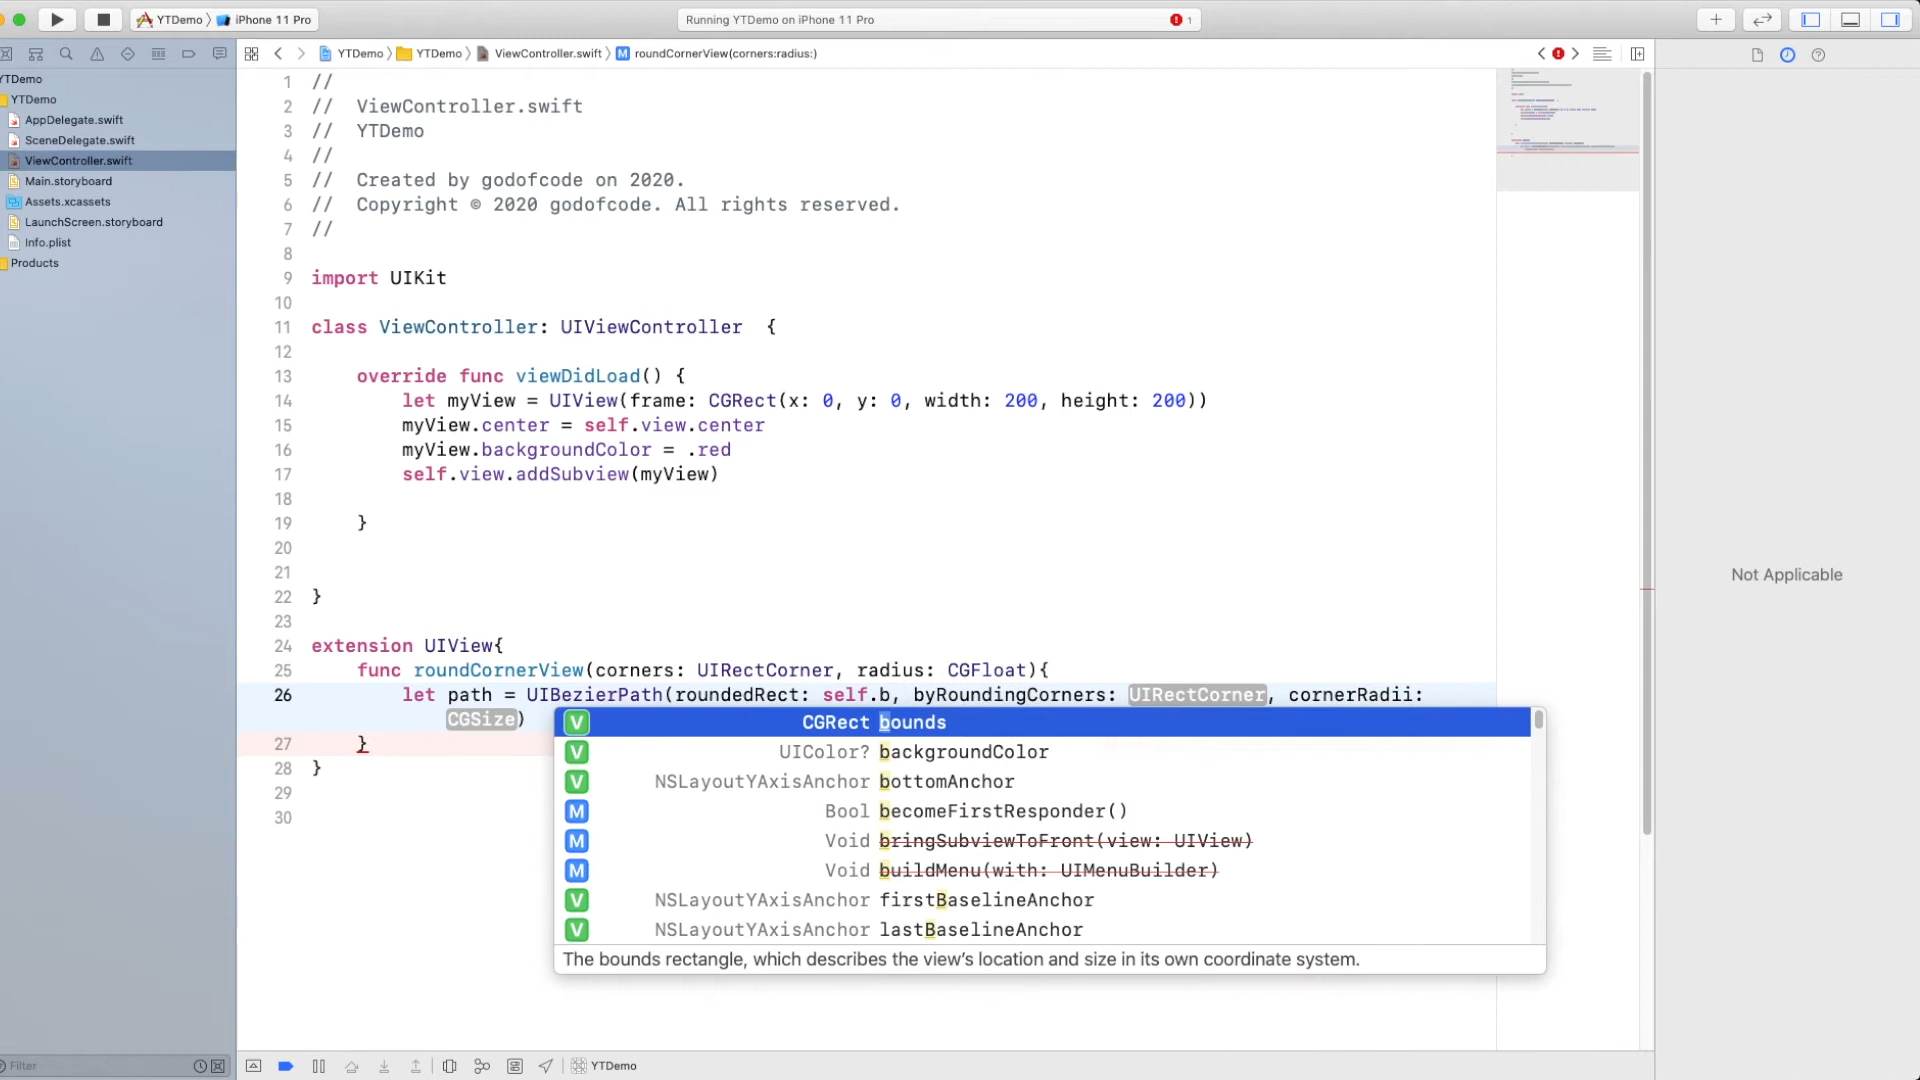 YTDemo 〉 iPhone 11 Pro
Running YTDemo on iPhone 11 Pro
1
YTDemo 〉 YTDemo 〉 ViewController.swift 〉 M roundCornerView(corners:radius:)
YTDemo
YTDemo
AppDelegate.swift
SceneDelegate.swift
ViewController.swift
Main.storyboard
Assets.xcassets
LaunchScreen.storyboard
Info.plist
Products
1 //
2 // ViewController.swift
3 // YTDemo
4 //
5 // Created by godofcode on 2020.
6 // Copyright © 2020 godofcode. All rights reserved.
7 //
8
9 import UIKit
10
11 class ViewController: UIViewController {
12
13 override func viewDidLoad() {
14 let myView = UIView(frame: CGRect(x: 0, y: 0, width: 200, height: 200))
15 myView.center = self.view.center
16 myView.backgroundColor = .red
17 self.view.addSubview(myView)
18
19 }
20
21
22 }
23
24 extension UIView{
25 func roundCornerView(corners: UIRectCorner, radius: CGFloat){
26 let path = UIBezierPath(roundedRect: self.b, byRoundingCorners: UIRectCorner, cornerRadii:
CGSize)
27 }
28 }
29
30
V CGRect bounds
V UIColor? backgroundColor
V NSLayoutYAxisAnchor bottomAnchor
M Bool becomeFirstResponder()
M Void bringSubviewToFront(view: UIView)
M Void buildMenu(with: UIMenuBuilder)
V NSLayoutYAxisAnchor firstBaselineAnchor
V NSLayoutYAxisAnchor lastBaselineAnchor
The bounds rectangle, which describes the view's location and size in its own coordinate system.
Not Applicable
Filter
YTDemo